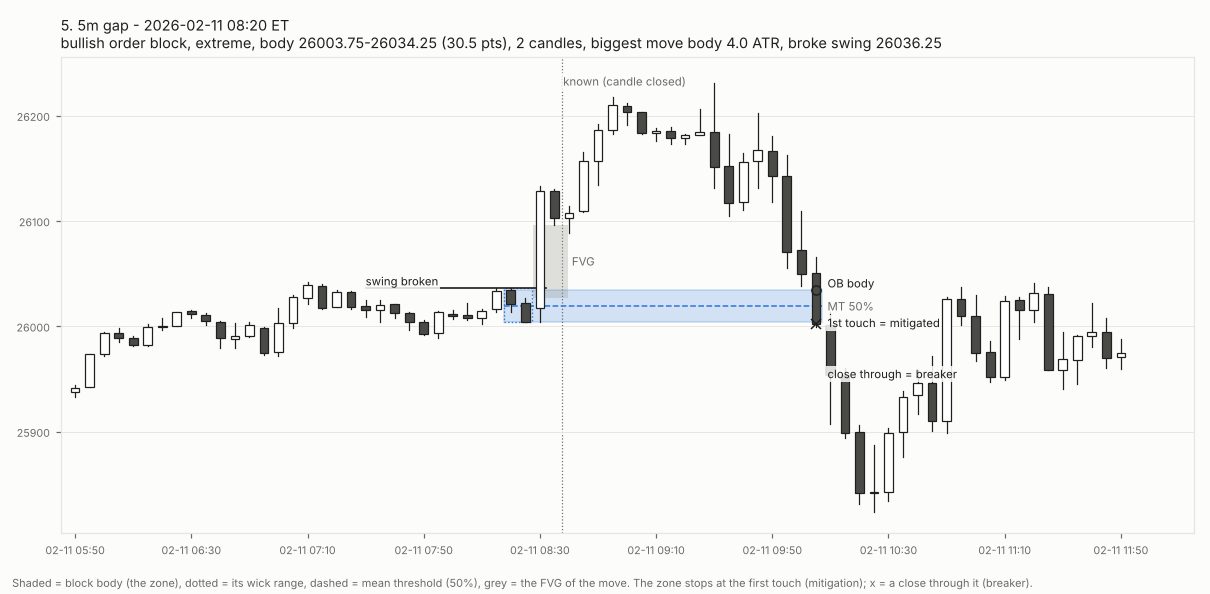 5. 5m gap - 2026-02-11 08:20 ET
bullish order block, extreme, body 26003.75-26034.25 (30.5 pts), 2 candles, biggest move body 4.0 ATR, broke swing 26036.25
known (candle closed)
26200
26100
FVG
swing broken
OB body
MT 50%
26000
1st touch = mitigated
close through = breaker
25900
02-11 05:50
02-11 06:30
02-11 07:10
02-11 07:50
02-11 08:30
02-11 09:10
02-11 09:50
02-11 10:30
02-11 11:10
02-11 11:50
Shaded = block body (the zone), dotted = its wick range, dashed = mean threshold (50%), grey = the FVG of the move. The zone stops at the first touch (mitigation); x = a close through it (breaker).